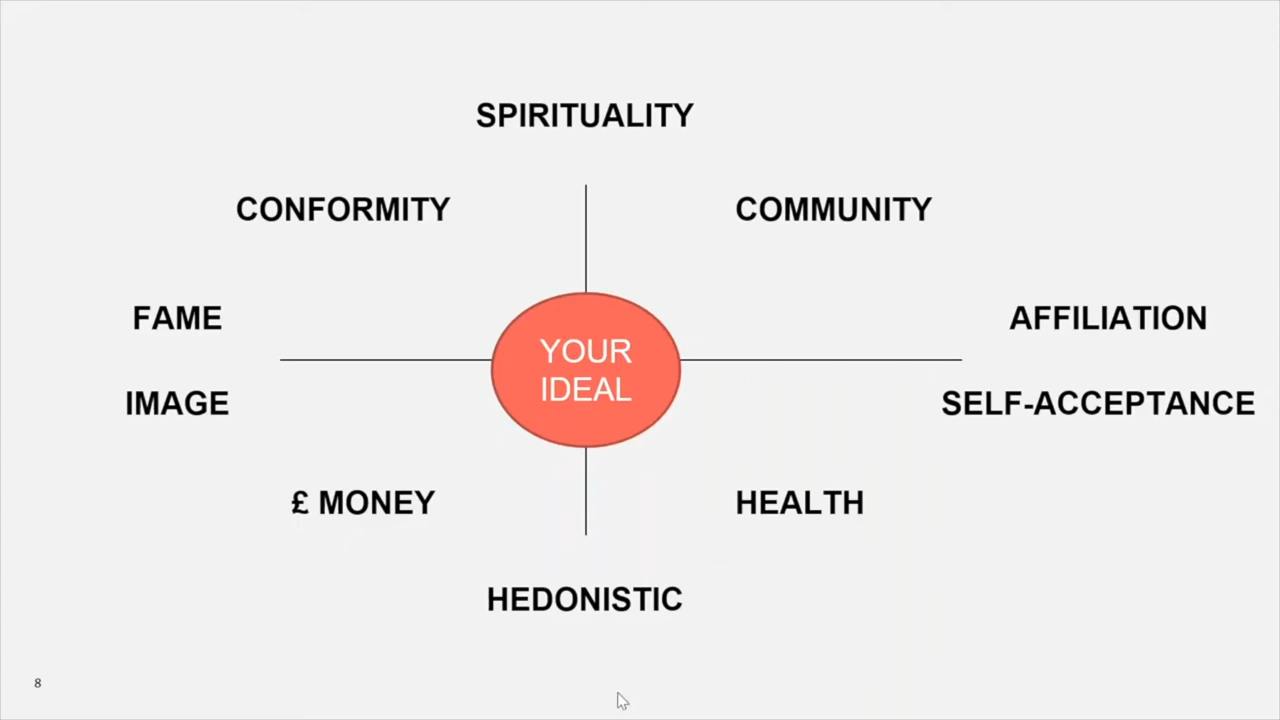 SPIRITUALITY
CONFORMITY
COMMUNITY
FAME
AFFILIATION
YOUR
IDEAL
IMAGE
SELF-ACCEPTANCE
£ MONEY
HEALTH
HEDONISTIC
8